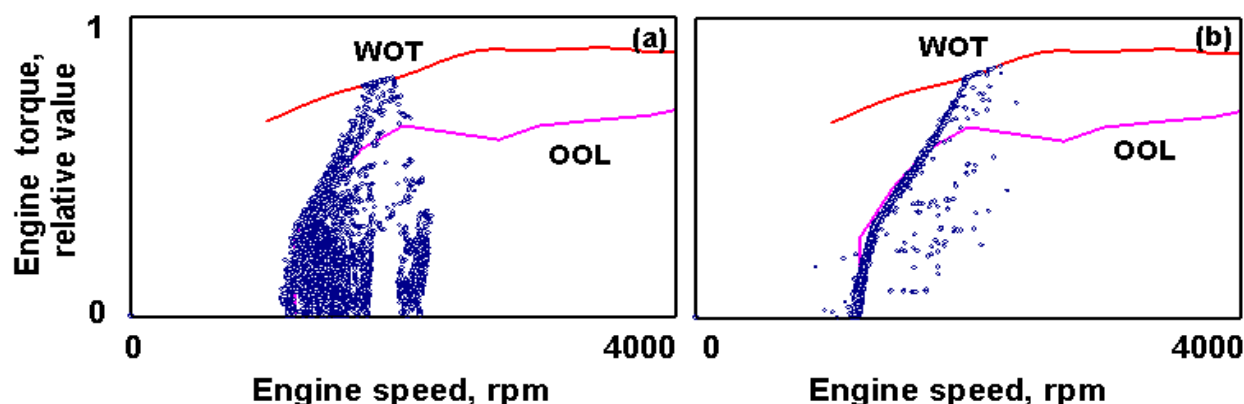 1
Engine torque,
relative value
0
WOT
(a)
OOL
0
4000
Engine speed, rpm
WOT
(b)
OOL
0
4000
Engine speed, rpm